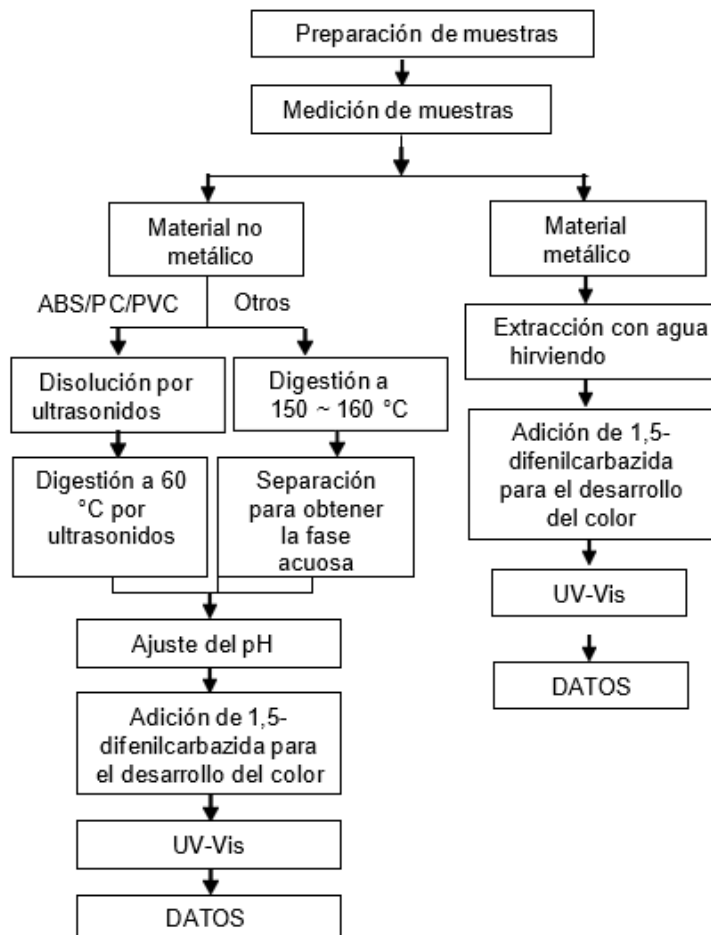 Preparación de muestras
Medición de muestras
Material no
metálico
Material
metálico
ABS/PC/PVC
Otros
Extracción con agua
hirviendo
Disolución por
ultrasonidos
Digestión a
150 ~ 160 °C
Adición de 1,5-
difenilcarbazida
para el desarrollo
del color
Digestión a 60
°C por
ultrasonidos
Separación
para obtener
la fase
acuosa
UV-Vis
Ajuste del pH
DATOS
Adición de 1,5-
difenilcarbazida para
el desarrollo del color
UV-Vis
DATOS